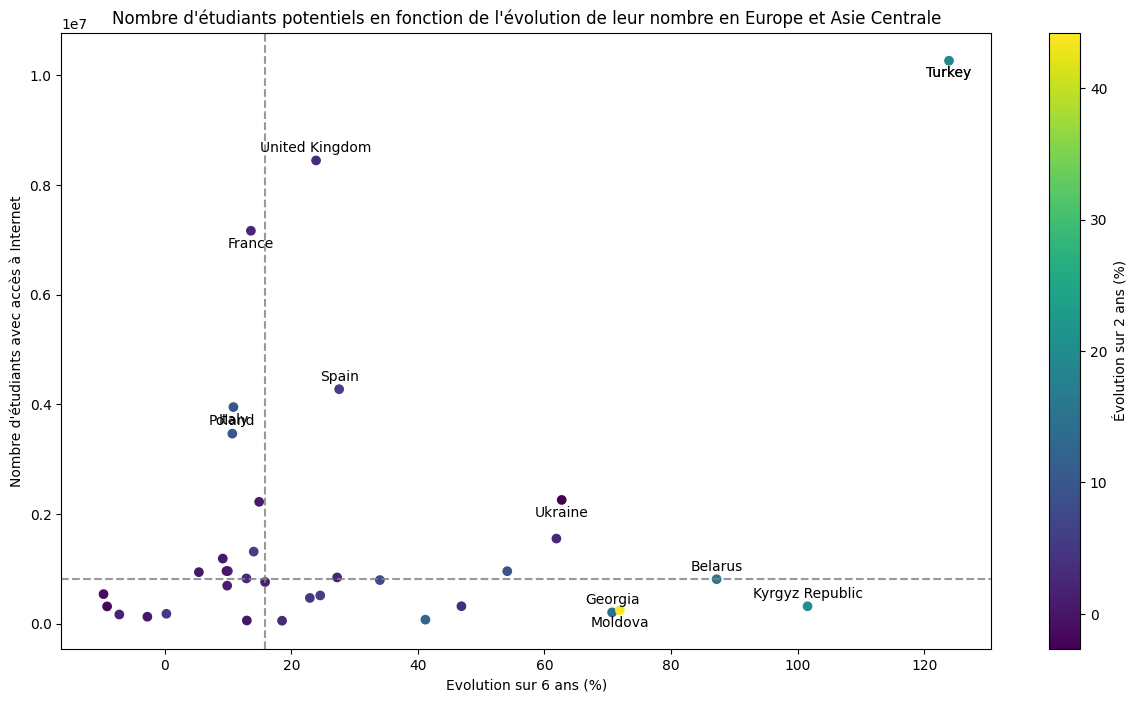 Nombre d'étudiants potentiels en fonction de l'évolution de leur nombre en Europe et Asie Centrale
1e7
1.0
0.8
0.6
0.4
0.2
0.0
Nombre d'étudiants avec accès à Internet
Turkey
United Kingdom
France
Spain
Italy
Poland
Ukraine
Belarus
Kyrgyz Republic
Georgia
Moldova
0
20
40
60
80
100
120
Evolution sur 6 ans (%)
40
30
20
10
0
Évolution sur 2 ans (%)